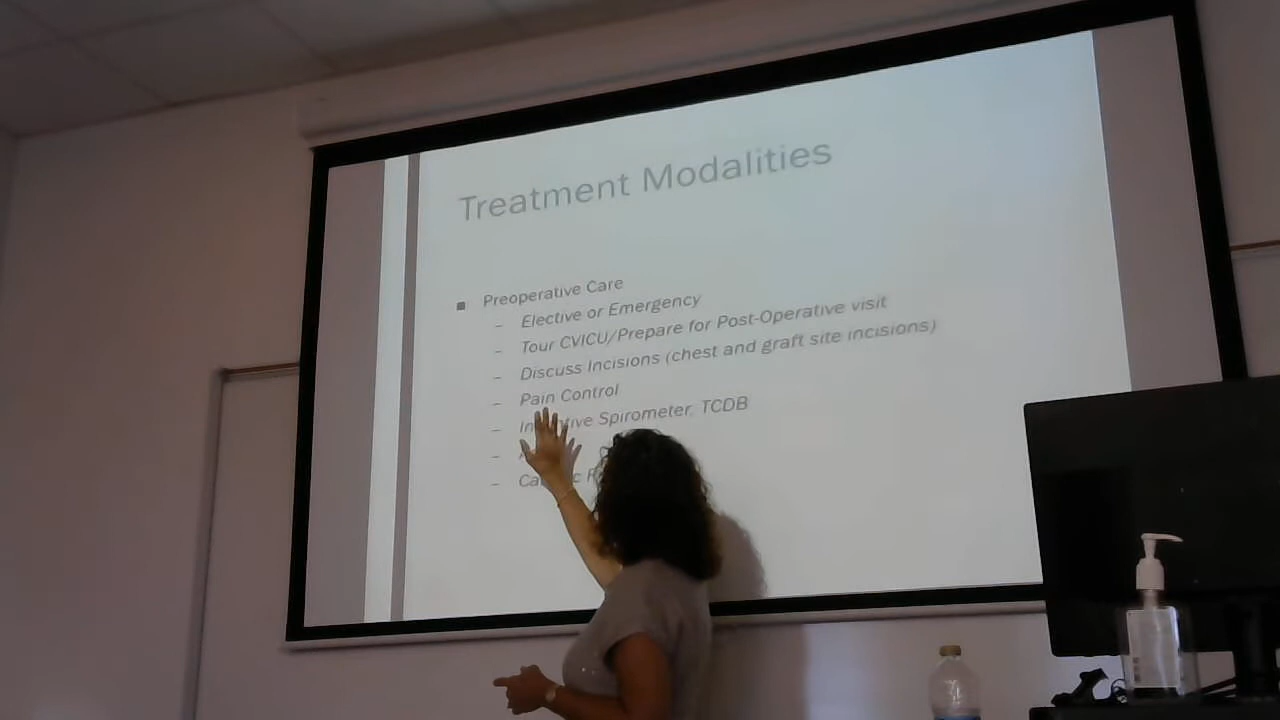 Treatment Modalities
Preoperative Care
– Elective or Emergency
– Tour CVICU/Prepare for Post-Operative visit
– Discuss Incisions (chest and graft site incisions)
– Pain Control
– Spirometer, TCDB